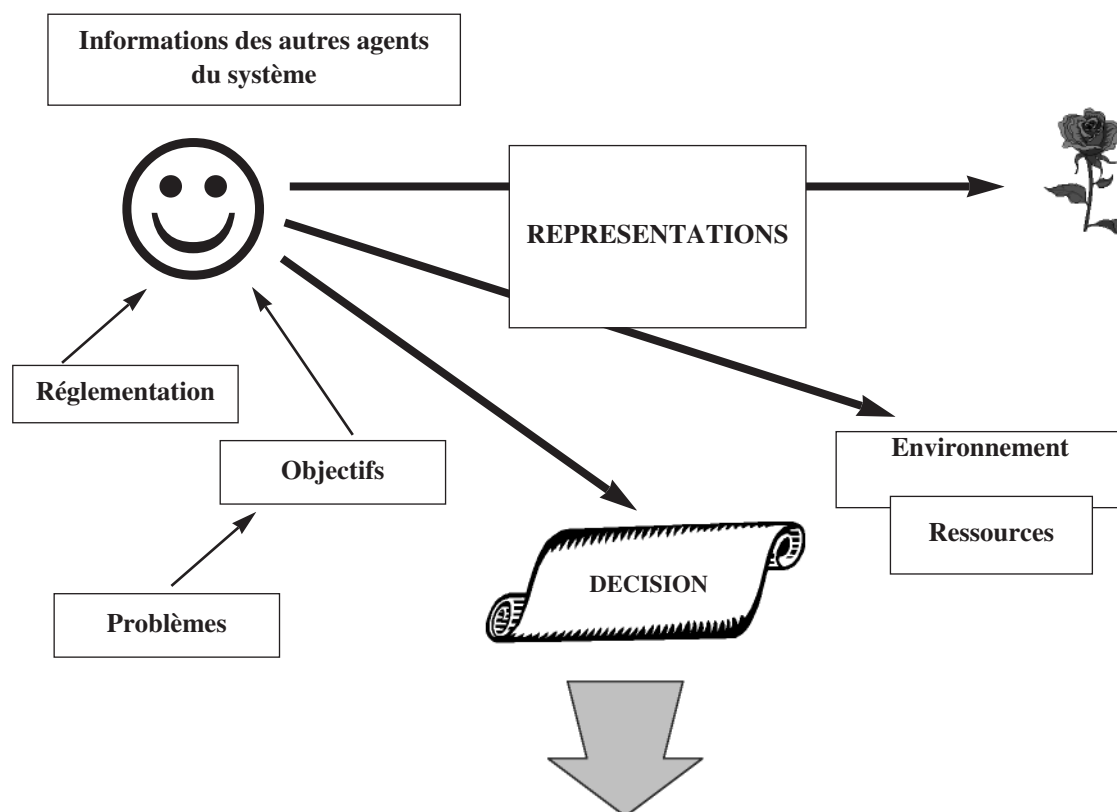 Informations des autres agents
du système
REPRESENTATIONS
Réglementation
Objectifs
Environnement
Ressources
DECISION
Problèmes